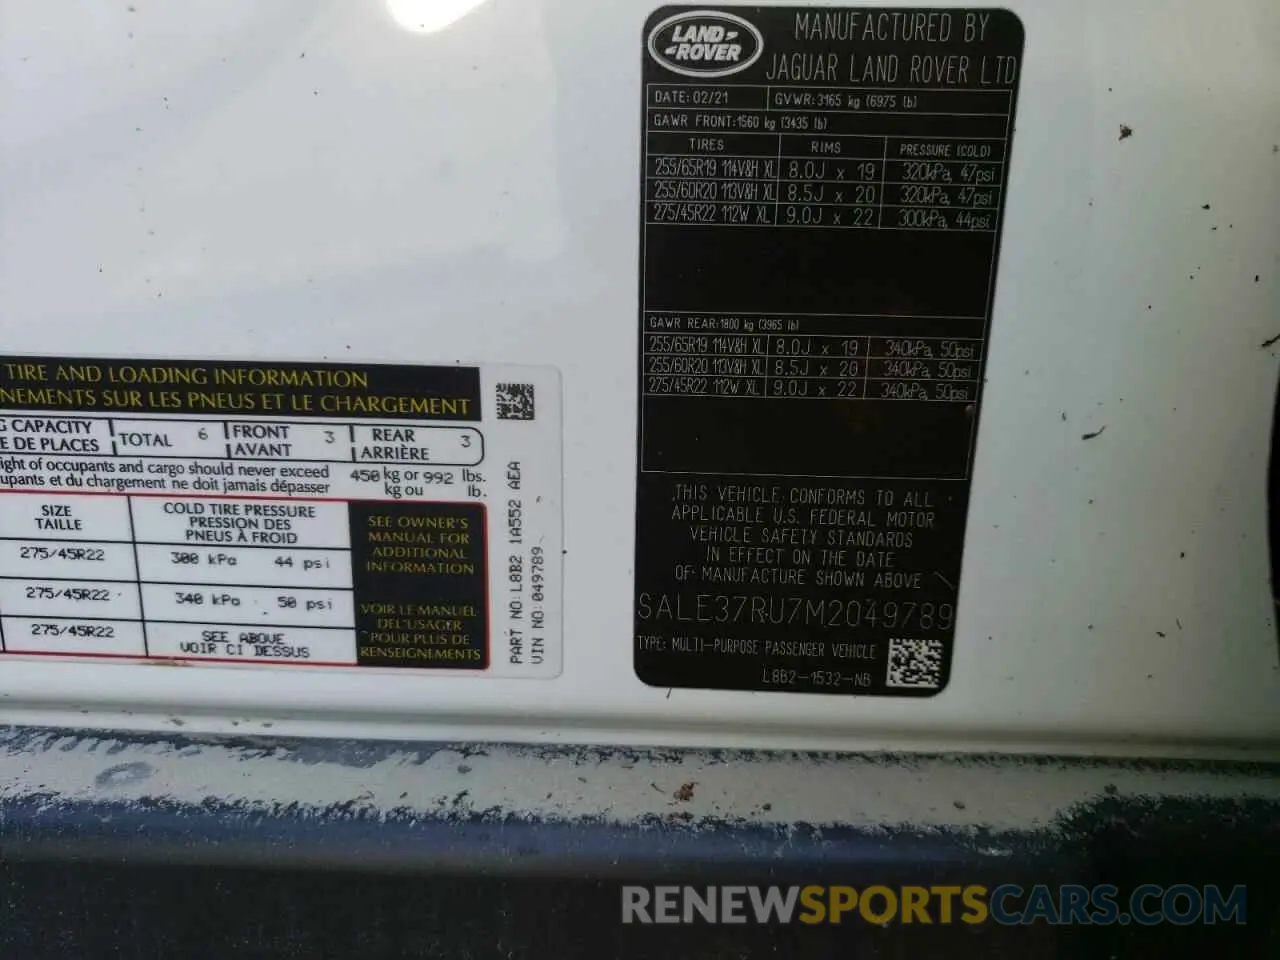 LAND-
-ROVER
MANUFACTURED BY
JAGUAR LAND ROVER LTD
DATE: 02/21 GVWR: 3165 kg (6975 lb)
GAWR FRONT: 1560 kg (3435 lb)
TIRES RIMS PRESSURE (COLD)
255/65R19 114V&H XL 8.0J x 19 320kPa, 47psi
255/60R20 113V&H XL 8.5J x 20 320kPa, 47psi
275/45R22 112W XL 9.0J x 22 300kPa, 44psi
GAWR REAR: 1800 kg (3965 lb)
255/65R19 114V&H XL 8.0J x 19 340kPa, 50psi
255/60R20 113V&H XL 8.5J x 20 340kPa, 50psi
275/45R22 112W XL 9.0J x 22 340kPa, 50psi
THIS VEHICLE CONFORMS TO ALL
APPLICABLE U.S. FEDERAL MOTOR
VEHICLE SAFETY STANDARDS
IN EFFECT ON THE DATE
OF MANUFACTURE SHOWN ABOVE
SALE37RU7M2049789
TYPE: MULTI-PURPOSE PASSENGER VEHICLE
L8B2-1532-NB
TIRE AND LOADING INFORMATION
NEMENTS SUR LES PNEUS ET LE CHARGEMENT
G CAPACITY
E DE PLACES
TOTAL 6
FRONT
AVANT 3
REAR
ARRIÈRE 3
ight of occupants and cargo should never exceed
upants et du chargement ne doit jamais dépasser
450 kg or 992 lbs.
kg ou lb.
SIZE
TAILLE
COLD TIRE PRESSURE
PRESSION DES
PNEUS À FROID
275/45R22 300 kPa 44 psi
275/45R22 340 kPa 50 psi
275/45R22 SEE ABOVE
VOIR CI DESSUS
SEE OWNER'S
MANUAL FOR
ADDITIONAL
INFORMATION
VOIR LE MANUEL
DE L'USAGER
POUR PLUS DE
RENSEIGNEMENTS
PART NO: L8B2 1A552 AEA
VIN NO: 049789
RENEWSPORTSCARS.COM